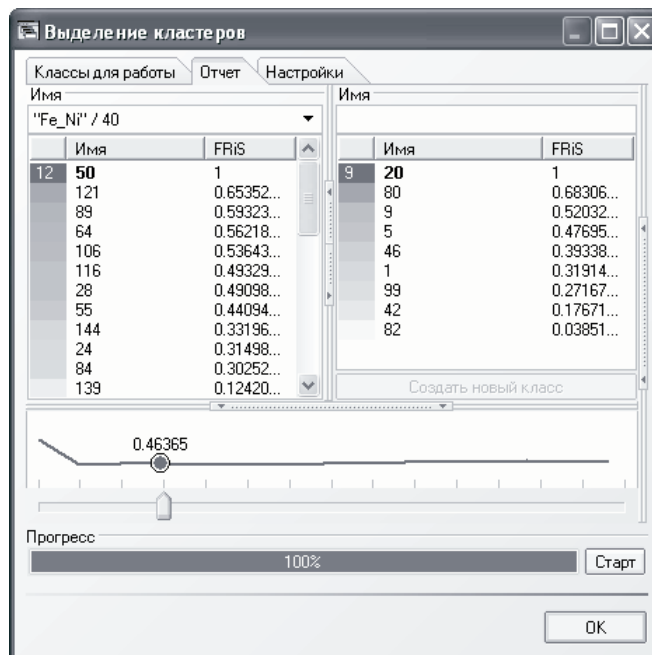 Выделение кластеров
Классы для работы Отчет Настройки
Имя
"Fe_Ni" / 40
Имя FRiS
12 50 1
121 0.65352...
89 0.59323...
64 0.56218...
106 0.53643...
116 0.49329...
28 0.49098...
55 0.44094...
144 0.33196...
24 0.31498...
84 0.30252...
139 0.12420...
Имя
Имя FRiS
9 20 1
80 0.68306...
9 0.52032...
5 0.47695...
46 0.39338...
1 0.31914...
99 0.27167...
42 0.17671...
82 0.03851...
Создать новый класс
0.46365
Прогресс
100%
Старт
OK